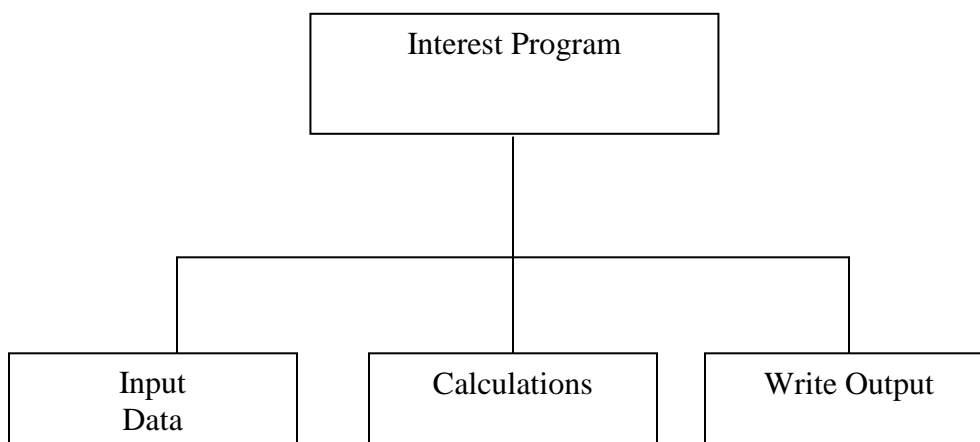 Interest Program
Input
Data
Calculations
Write Output